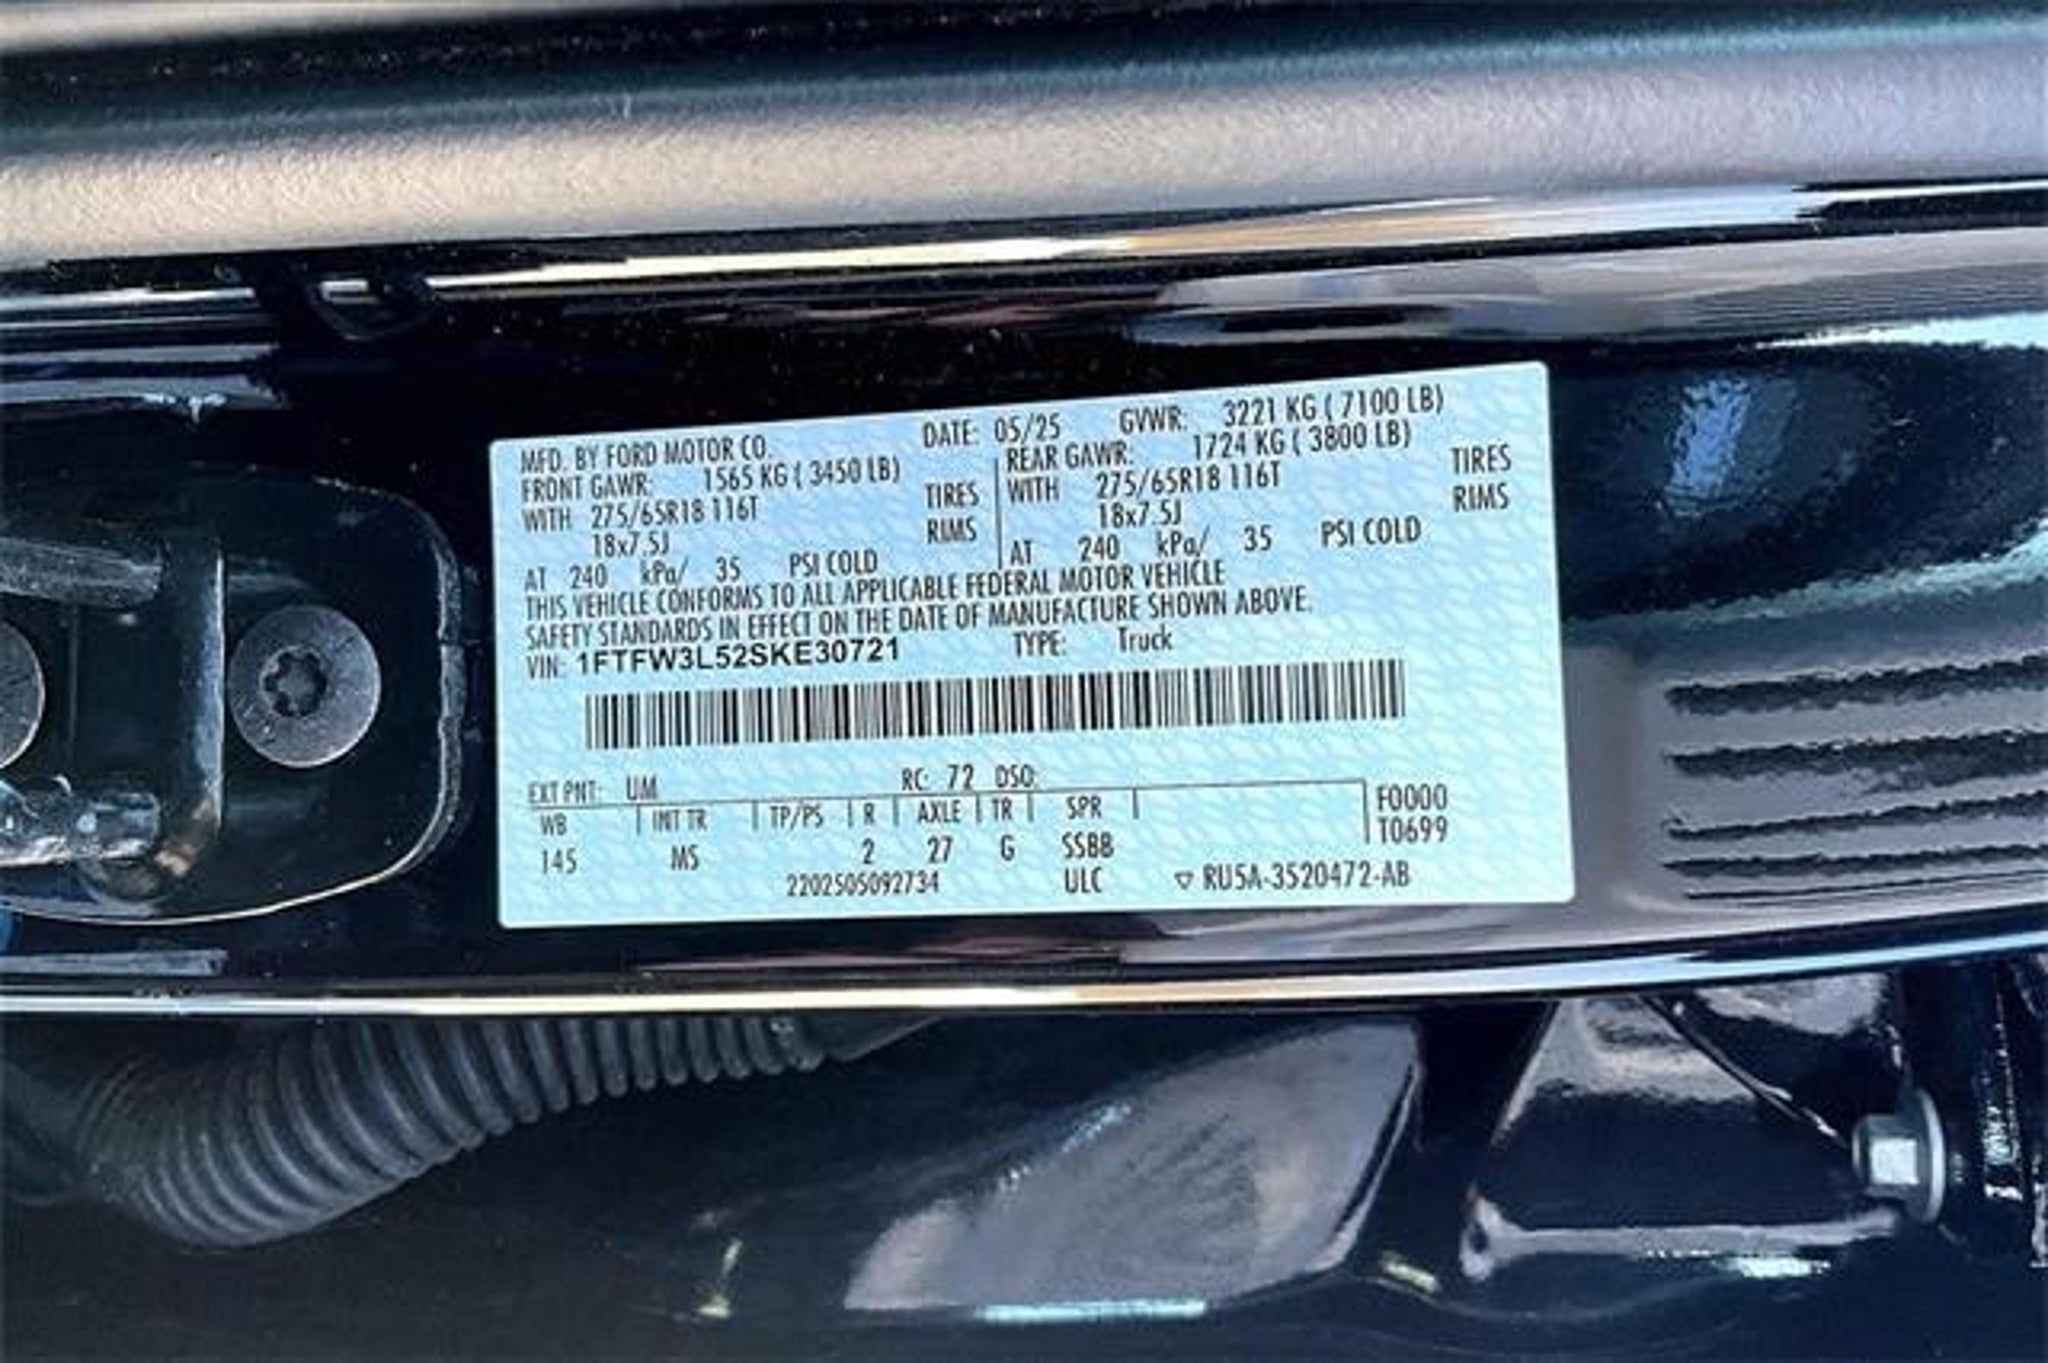 MFD. BY FORD MOTOR CO. DATE: 05/25 GVWR: 3221 KG ( 7100 LB)
FRONT GAWR: 1565 KG ( 3450 LB) REAR GAWR: 1724 KG ( 3800 LB)
WITH 275/65R18 116T TIRES WITH 275/65R18 116T TIRES
18x7.5J RIMS 18x7.5J RIMS
AT 240 kPa/ 35 PSI COLD AT 240 kPa/ 35 PSI COLD
THIS VEHICLE CONFORMS TO ALL APPLICABLE FEDERAL MOTOR VEHICLE
SAFETY STANDARDS IN EFFECT ON THE DATE OF MANUFACTURE SHOWN ABOVE.
VIN: 1FTFW3L52SKE30721 TYPE: Truck
EXT PNT: UM RC: 72 DSO:
WB INT TR TP/PS R AXLE TR SPR F0000
145 MS 2 27 G SSBB T0699
2202505092734 ULC ▽ RU5A-3520472-AB